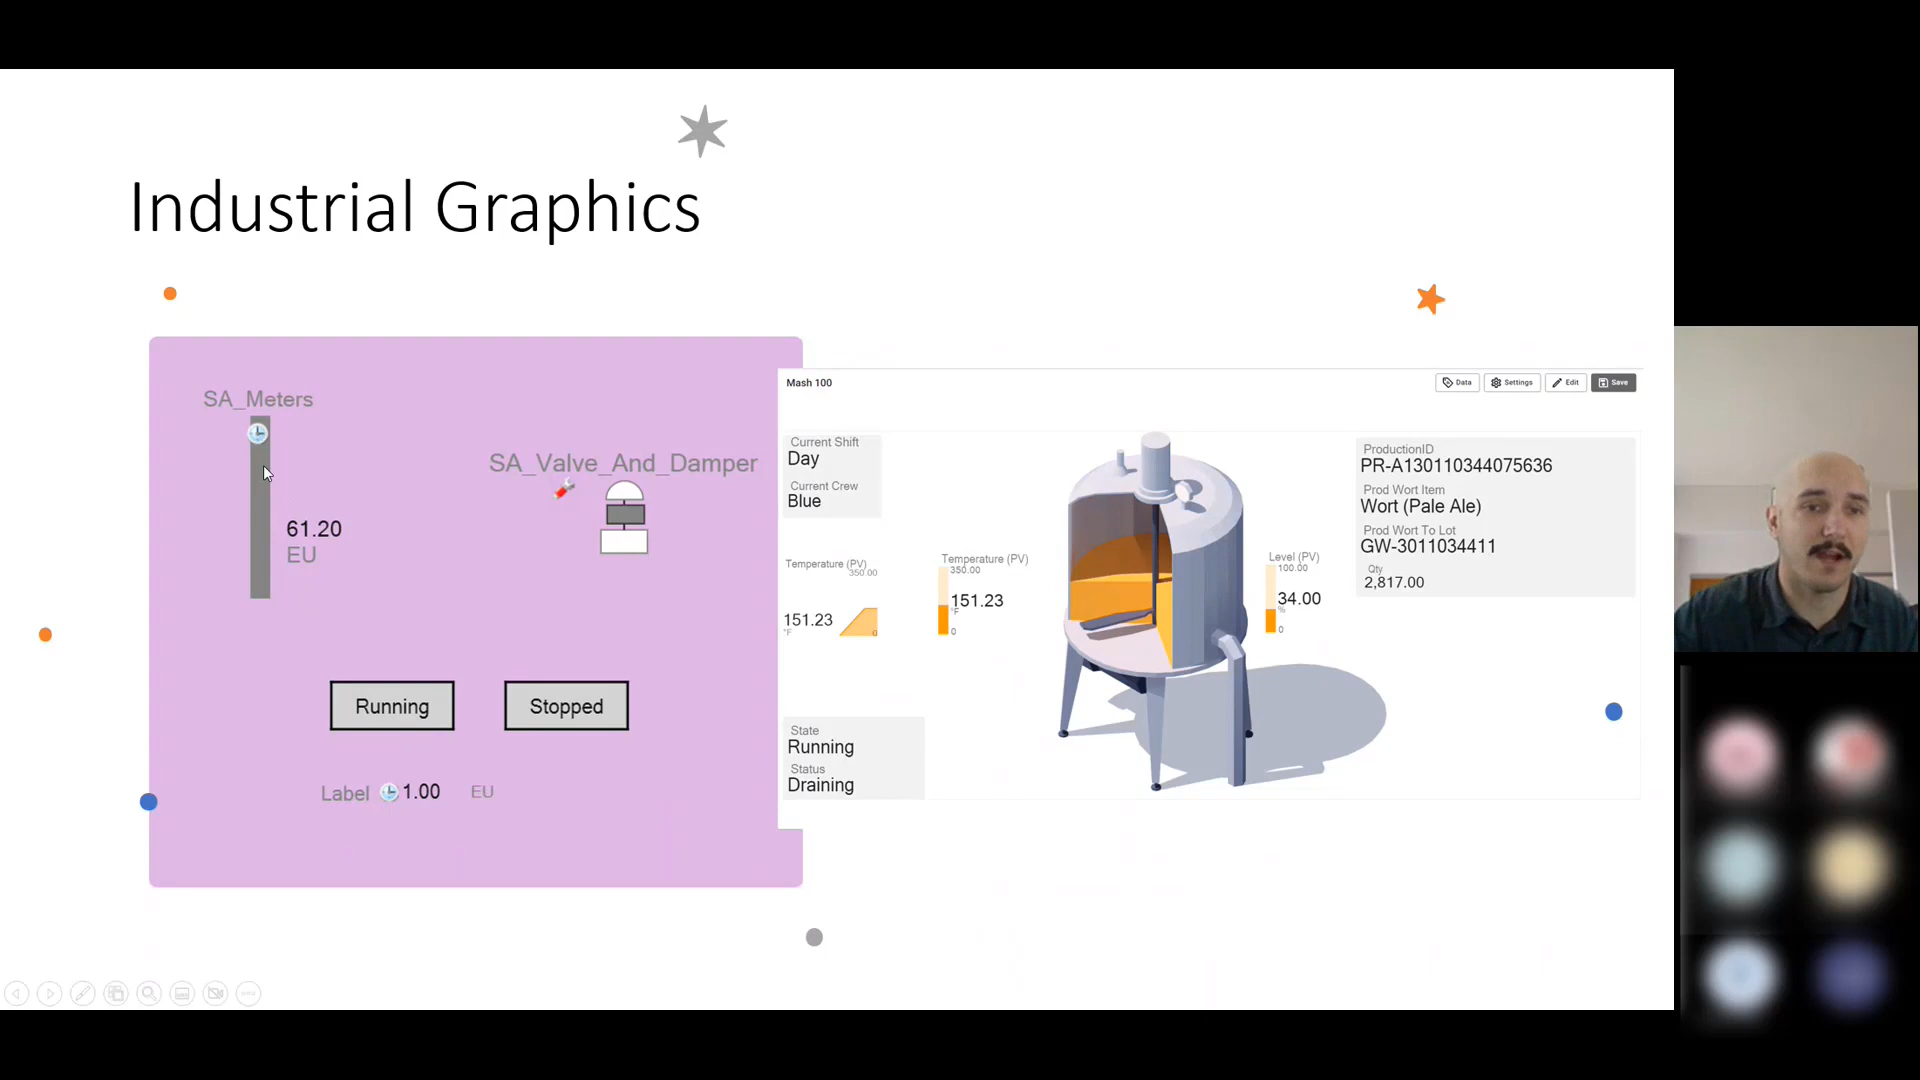 Industrial Graphics
SA_Meters
61.20
EU
SA_Valve_And_Damper
Running
Stopped
Label 1.00 EU
Mash 100
Data
Settings
Edit
Save
Current Shift
Day
Current Crew
Blue
Temperature (PV)
350.00
151.23
°F
0
Temperature (PV)
350.00
151.23
°F
0
Level (PV)
100.00
34.00
%
0
ProductionID
PR-A130110344075636
Prod Wort Item
Wort (Pale Ale)
Prod Wort To Lot
GW-3011034411
Qty
2,817.00
State
Running
Status
Draining